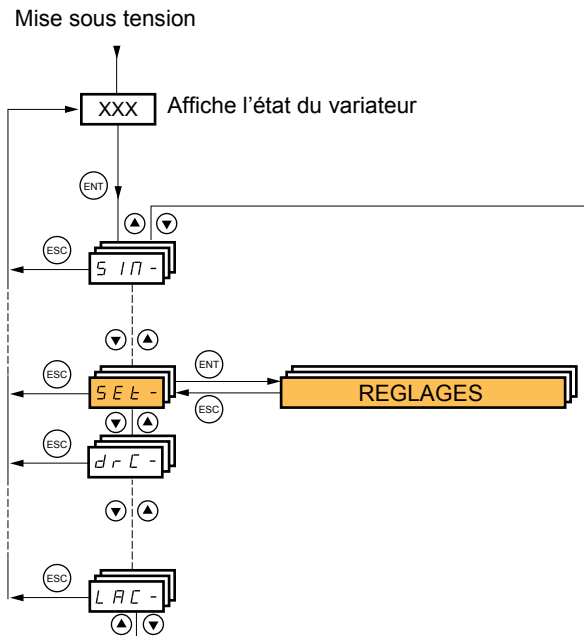 Mise sous tension
XXX Affiche l'état du variateur
ENT
ESC
SIM-
ESC
SEt-
ENT
REGLAGES
ESC
ESC
drC-
ESC
LAC-